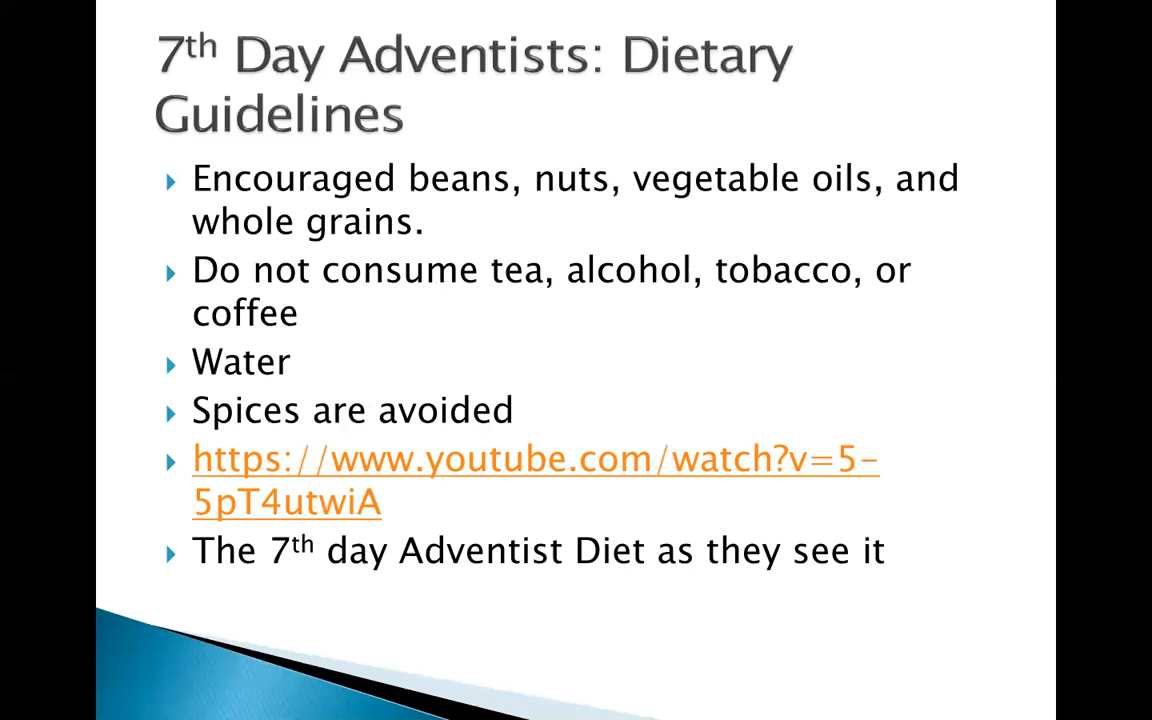 7th Day Adventists: Dietary
Guidelines
Encouraged beans, nuts, vegetable oils, and
whole grains.
Do not consume tea, alcohol, tobacco, or
coffee
Water
Spices are avoided
https://www.youtube.com/watch?v=5-
5pT4utwiA
The 7th day Adventist Diet as they see it